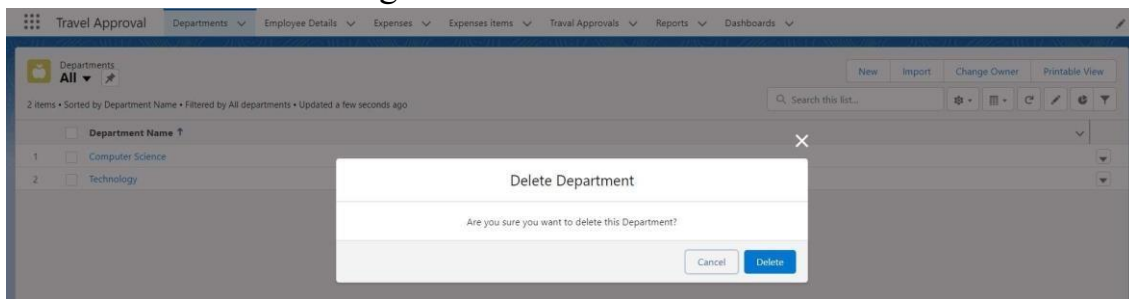 Travel Approval Departments Employee Details Expenses Expenses items Traval Approvals Reports Dashboards
Departments
All
New Import Change Owner Printable View
2 items • Sorted by Department Name • Filtered by All departments • Updated a few seconds ago
Search this list...
Department Name ↑
1 Computer Science
2 Technology
Delete Department
Are you sure you want to delete this Department?
Cancel Delete